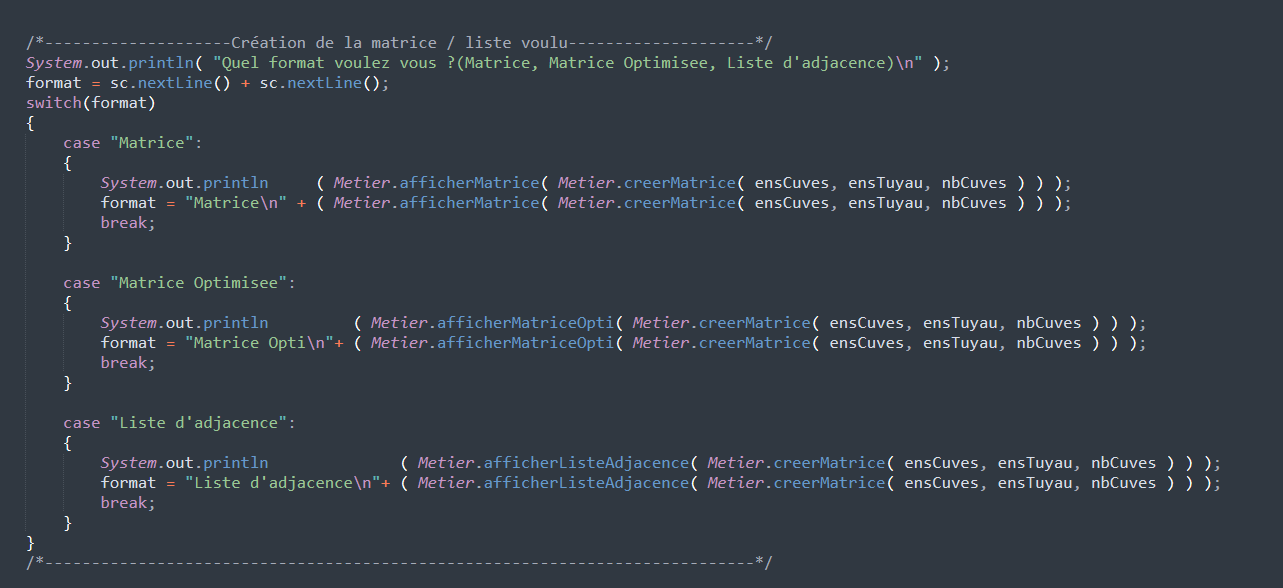 /*--------------------Création de la matrice / liste voulu--------------------*/
System.out.println( "Quel format voulez vous ?(Matrice, Matrice Optimisee, Liste d'adjacence)\n" );
format = sc.nextLine() + sc.nextLine();
switch(format)
{
    case "Matrice":
    {
        System.out.println     ( Metier.afficherMatrice( Metier.creerMatrice( ensCuves, ensTuyau, nbCuves ) ) );
        format = "Matrice\n" + ( Metier.afficherMatrice( Metier.creerMatrice( ensCuves, ensTuyau, nbCuves ) ) );
        break;
    }

    case "Matrice Optimisee":
    {
        System.out.println         ( Metier.afficherMatriceOpti( Metier.creerMatrice( ensCuves, ensTuyau, nbCuves ) ) );
        format = "Matrice Opti\n"+ ( Metier.afficherMatriceOpti( Metier.creerMatrice( ensCuves, ensTuyau, nbCuves ) ) );
        break;
    }

    case "Liste d'adjacence":
    {
        System.out.println              ( Metier.afficherListeAdjacence( Metier.creerMatrice( ensCuves, ensTuyau, nbCuves ) ) );
        format = "Liste d'adjacence\n"+ ( Metier.afficherListeAdjacence( Metier.creerMatrice( ensCuves, ensTuyau, nbCuves ) ) );
        break;
    }
}
/*----------------------------------------------------------------------------*/